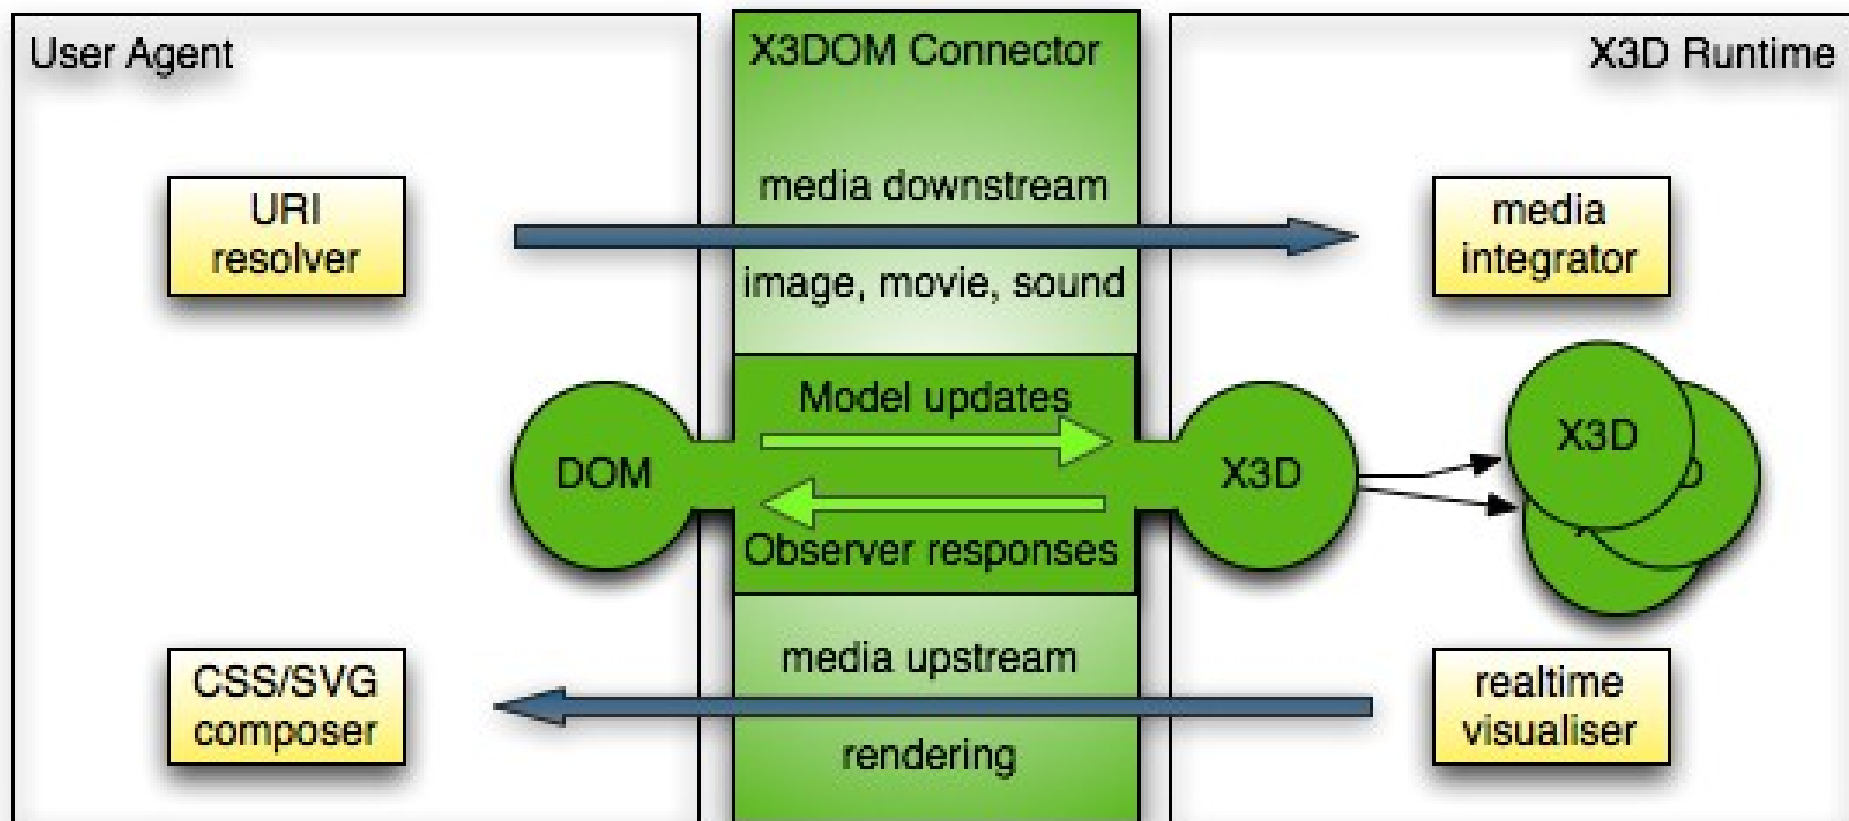 User Agent
X3DOM Connector
X3D Runtime
URI
resolver
media downstream
image, movie, sound
media
integrator
DOM
Model updates
Observer responses
X3D
X3D
CSS/SVG
composer
media upstream
rendering
realtime
visualiser